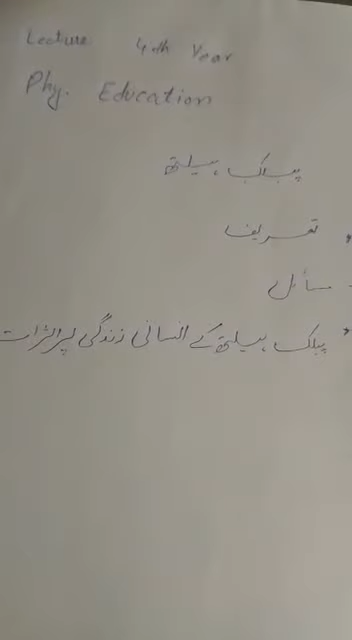 Lecture 4th Year
Phy. Education
پبلک ہیلتھ
تعریف
مسائل
پبلک ہیلتھ کے انسانی زندگی پر اثرات